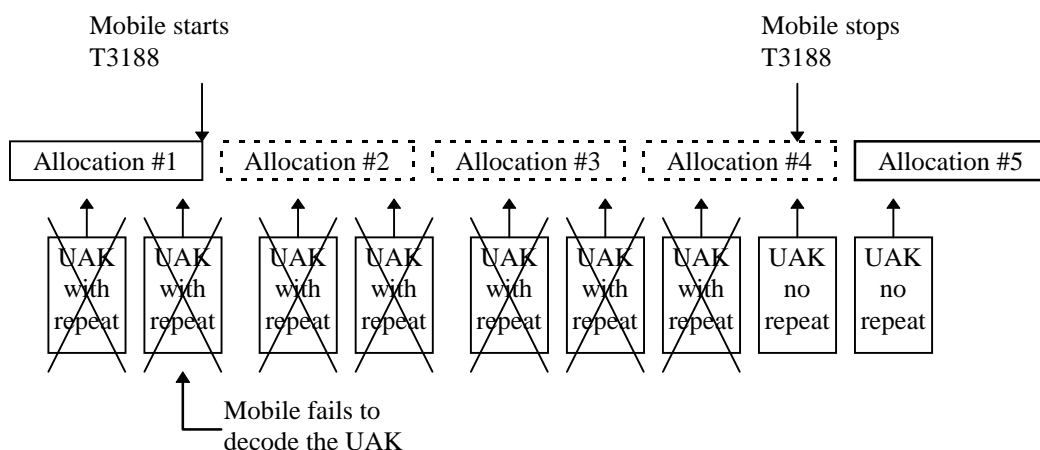 Mobile starts
T3188
Mobile stops
T3188
Allocation #1
Allocation #2
Allocation #3
Allocation #4
Allocation #5
UAK
with
repeat
UAK
with
repeat
UAK
with
repeat
UAK
with
repeat
UAK
with
repeat
UAK
with
repeat
UAK
with
repeat
UAK
no
repeat
UAK
no
repeat
Mobile fails to
decode the UAK